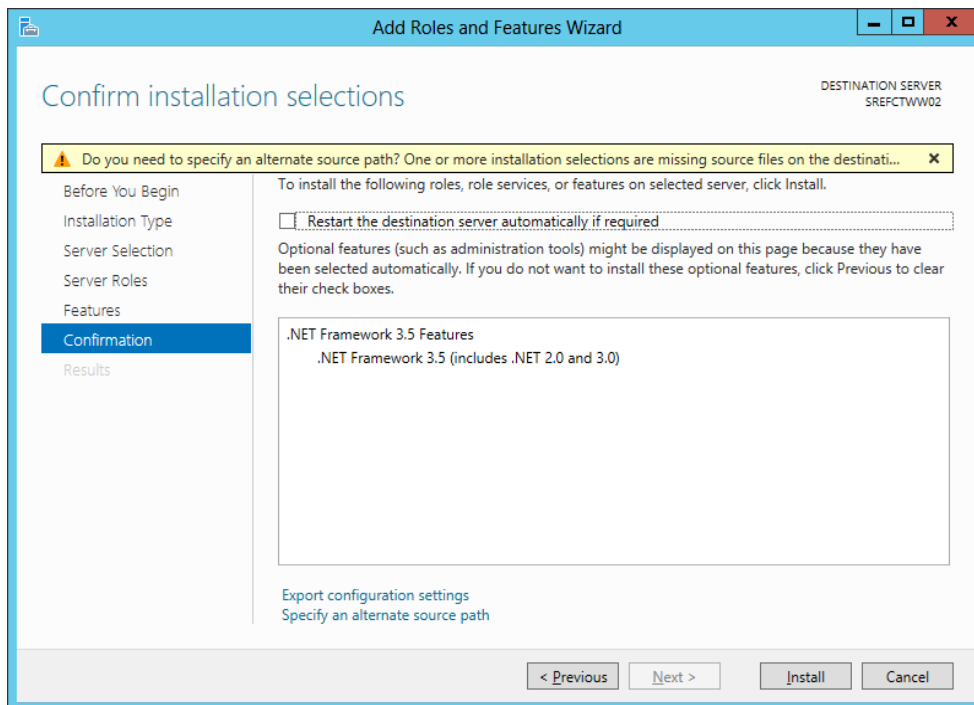 Add Roles and Features Wizard
Confirm installation selections
DESTINATION SERVER
SREFCTWW02
Do you need to specify an alternate source path? One or more installation selections are missing source files on the destinati...
Before You Begin
Installation Type
Server Selection
Server Roles
Features
Confirmation
Results
To install the following roles, role services, or features on selected server, click Install.
Restart the destination server automatically if required
Optional features (such as administration tools) might be displayed on this page because they have
been selected automatically. If you do not want to install these optional features, click Previous to clear
their check boxes.
.NET Framework 3.5 Features
.NET Framework 3.5 (includes .NET 2.0 and 3.0)
Export configuration settings
Specify an alternate source path
< Previous
Next >
Install
Cancel